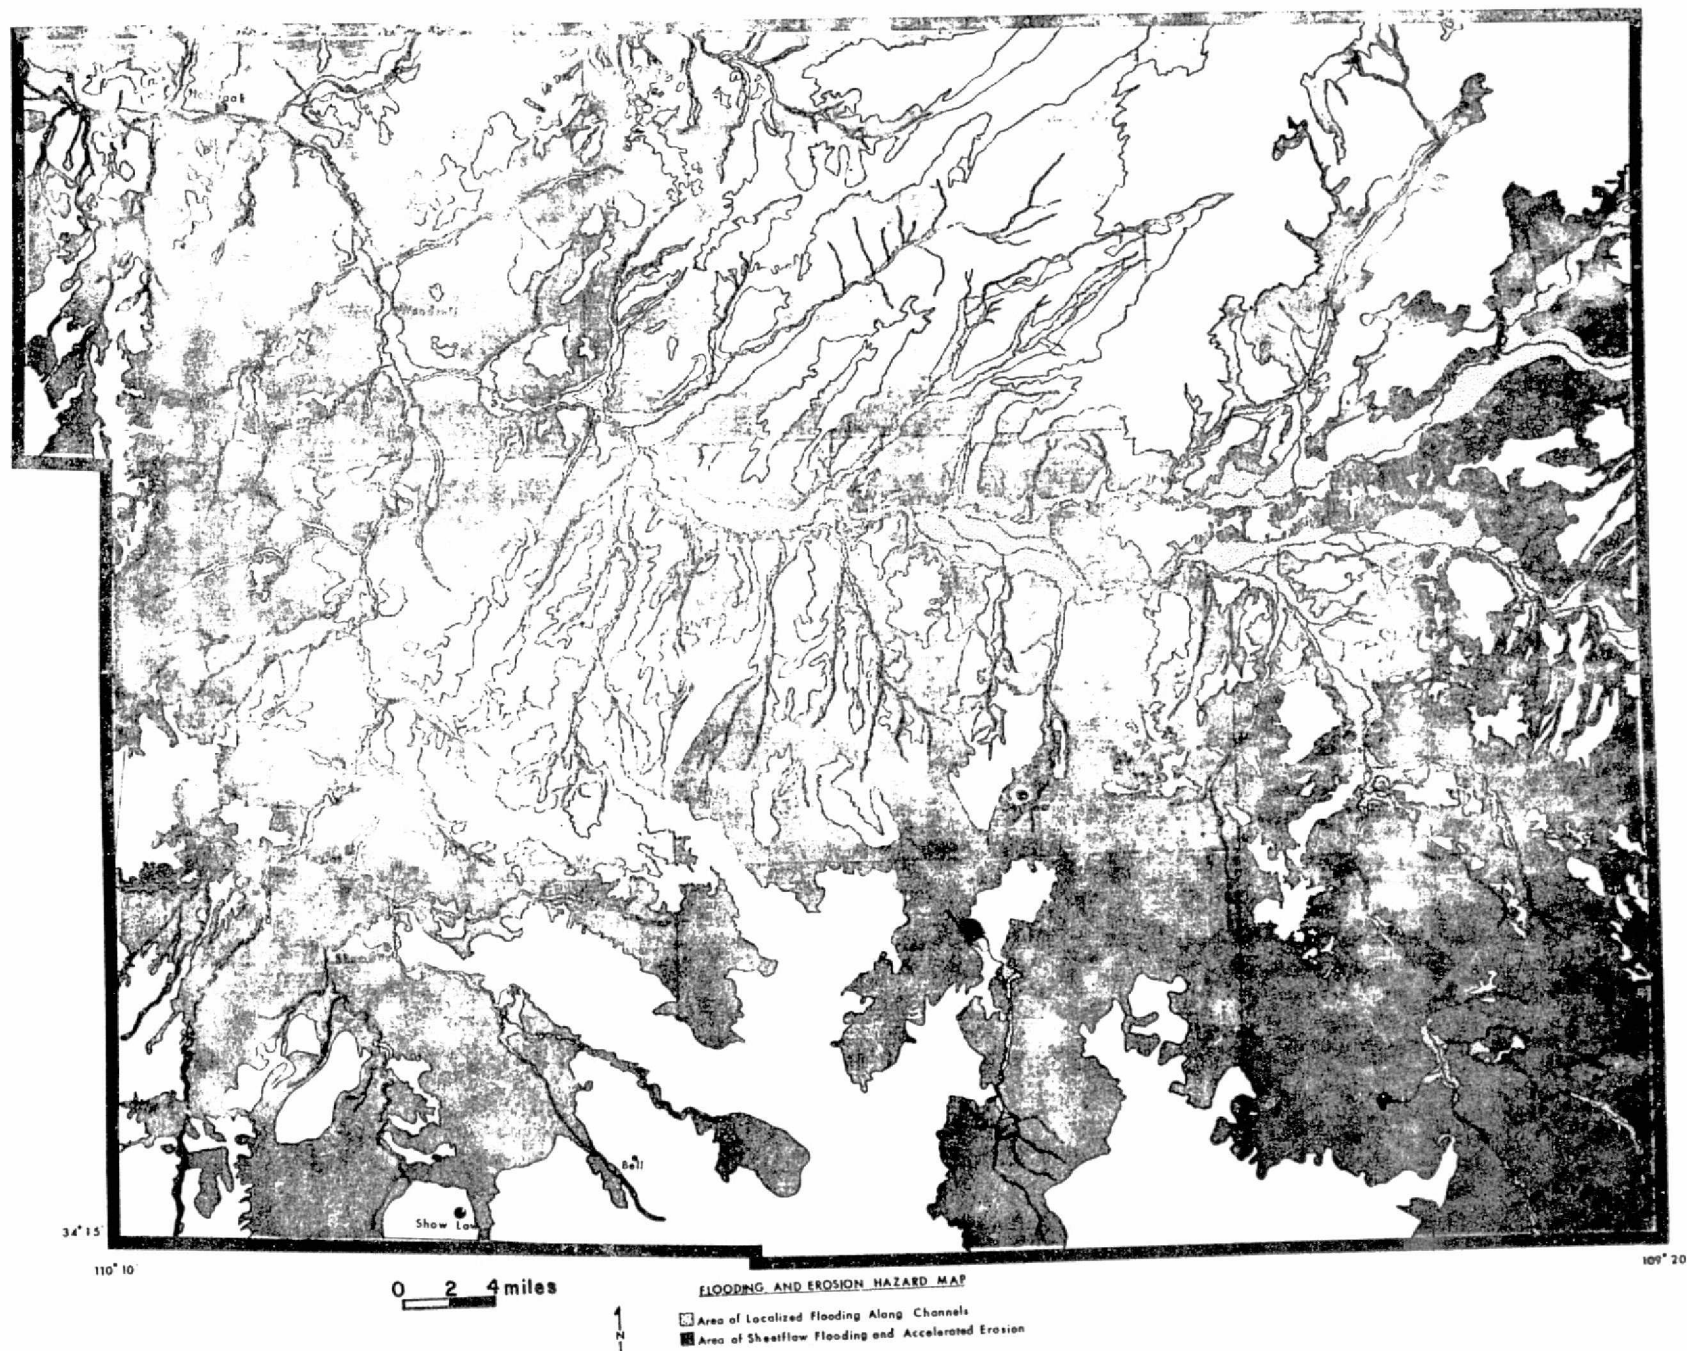 Holbrook
Woodruff
Bell
Show Low
34° 15'
110° 10'
109° 20
0 2 4 miles
N
FLOODING AND EROSION HAZARD MAP
Area of Localized Flooding Along Channels
Area of Sheetflow Flooding and Accelerated Erosion